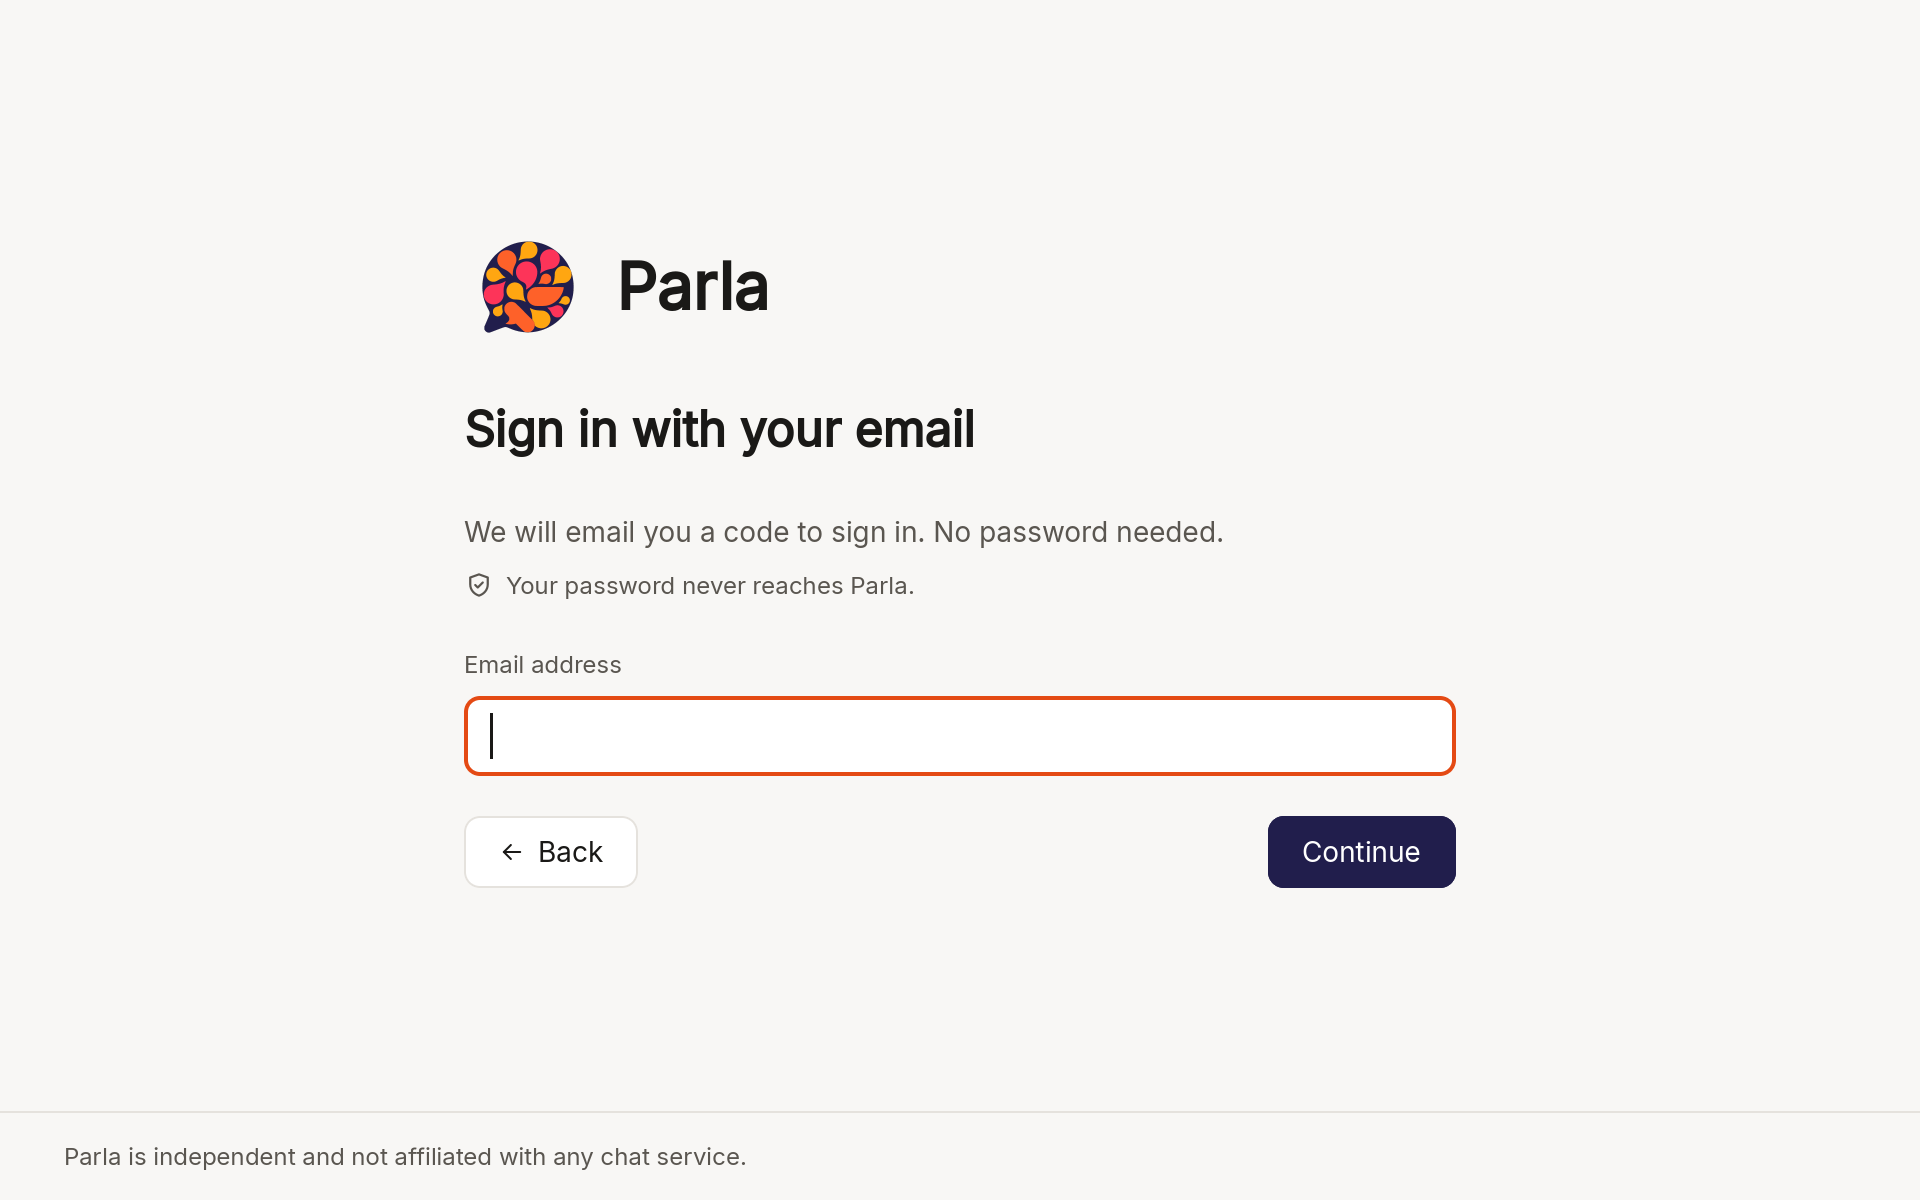 Parla
Sign in with your email
We will email you a code to sign in. No password needed.
Your password never reaches Parla.
Email address
Back
Continue
Parla is independent and not affiliated with any chat service.